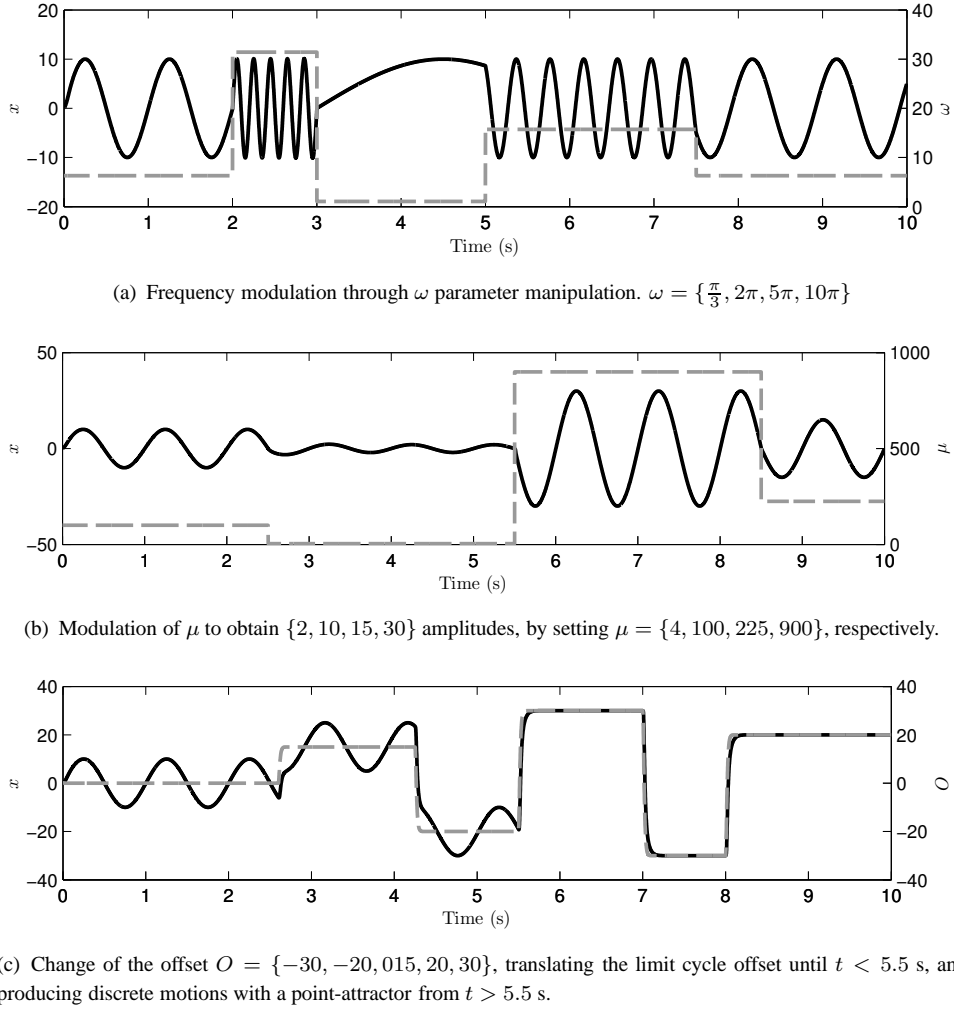 20
10
0
−10
−20
x
40
30
20
10
0
ω
0 1 2 3 4 5 6 7 8 9 10
Time (s)
(a) Frequency modulation through ω parameter manipulation. ω = {π/3, 2π, 5π, 10π}
50
0
−50
x
1000
500
0
μ
0 1 2 3 4 5 6 7 8 9 10
Time (s)
(b) Modulation of μ to obtain {2, 10, 15, 30} amplitudes, by setting μ = {4, 100, 225, 900}, respectively.
40
20
0
−20
−40
x
40
30
20
10
0
−20
−40
O
0 1 2 3 4 5 6 7 8 9 10
Time (s)
(c) Change of the offset O = {−30, −20, 015, 20, 30}, translating the limit cycle offset until t < 5.5 s, an
producing discrete motions with a point-attractor from t > 5.5 s.